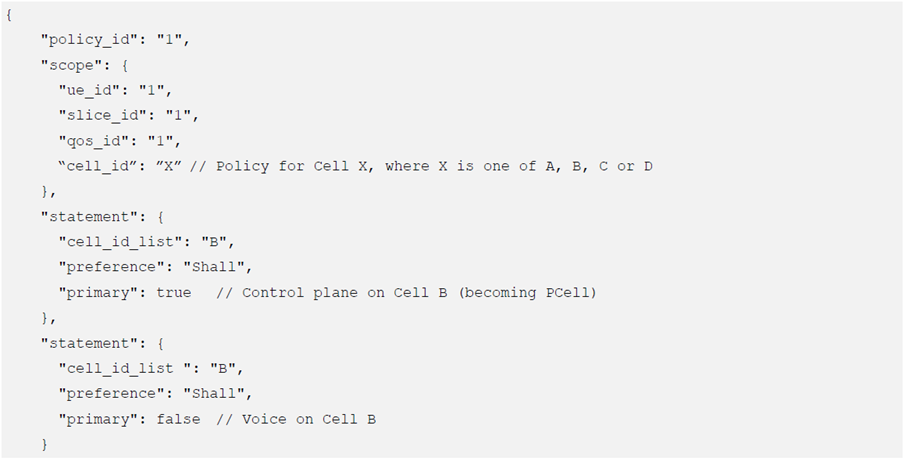 {
"policy_id": "1",
"scope": {
"ue_id": "1",
"slice_id": "1",
"qos_id": "1",
“cell_id”: ”X” // Policy for Cell X, where X is one of A, B, C or D
},
"statement": {
"cell_id_list": "B",
"preference": "Shall",
"primary": true // Control plane on Cell B (becoming PCell)
},
"statement": {
"cell_id_list ": "B",
"preference": "Shall",
"primary": false // Voice on Cell B
}